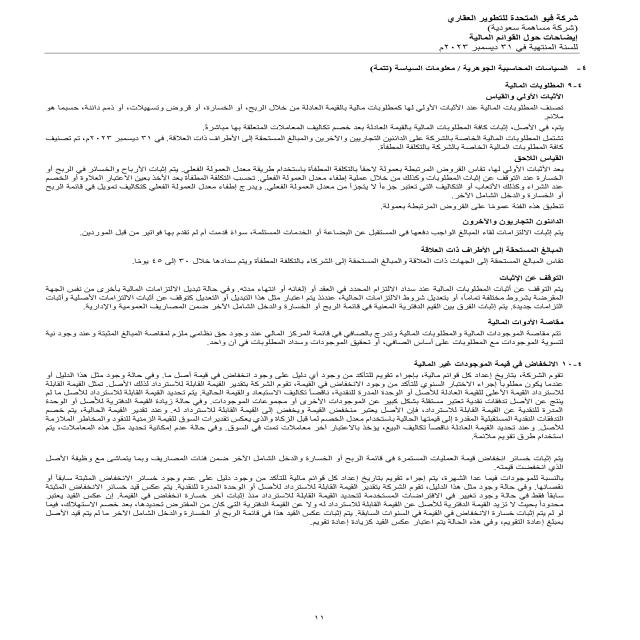 شركة فيو المتحدة للتطوير العقاري
(شركة مساهمة سعودية)
إيضاحات حول القوائم المالية
للسنة المنتهية في ٣١ ديسمبر ٢٠٢٣م
٤- السياسات المحاسبية الجوهرية / معلومات السياسة (تتمة)
٤-٩ المطلوبات المالية
الأثبات الأولي والقياس
تصنف المطلوبات المالية عند الأثبات الأولي لها كمطلوبات مالية بالقيمة العادلة من خلال الربح، أو الخسارة، أو قروض وتسهيلات، أو ذمم دائنة، حسبما هو
ملائم.
يتم، في الأصل، إثبات كافة المطلوبات المالية بالقيمة العادلة بعد خصم تكاليف المعاملات المتعلقة بها مباشرةً.
تشتمل المطلوبات المالية الخاصة بالشركة على الدائنين التجاريين والآخرين والمبالغ المستحقة إلى الأطراف ذات العلاقة. في ٣١ ديسمبر ٢٠٢٣م، تم تصنيف
كافة المطلوبات المالية الخاصة بالشركة بالتكلفة المطفأة.
القياس اللاحق
بعد الأثبات الأولي لها، تقاس القروض المرتبطة بعمولة لاحقاً بالتكلفة المطفأة باستخدام طريقة معدل العمولة الفعلي. يتم إثبات الأرباح والخسائر في الربح أو
الخسارة عند التوقف عن إثبات المطلوبات وكذلك من خلال عملية إطفاء معدل العمولة الفعلي. تحسب التكلفة المطفأة بعد الأخذ بعين الأعتبار العلاوة أو الخصم
عند الشراء وكذلك الأتعاب أو التكاليف التي تعتبر جزءاً لا يتجزأ من معدل العمولة الفعلي. ويدرج إطفاء معدل العمولة الفعلي كتكاليف تمويل في قائمة الربح
أو الخسارة والدخل الشامل الآخر.
تنطبق هذه الفئة عمومًا على القروض المرتبطة بعمولة.
الدائنون التجاريون والآخرون
يتم إثبات الالتزامات لقاء المبالغ الواجب دفعها في المستقبل عن البضاعة أو الخدمات المستلمة، سواءً قدمت أم لم تقدم بها فواتير من قبل الموردين.
المبالغ المستحقة إلى الأطراف ذات العلاقة
تقاس المبالغ المستحقة إلى الجهات ذات العلاقة والمبالغ المستحقة إلى الشركاء بالتكلفة المطفأة ويتم سدادها خلال ٣٠ إلى ٤٥ يومًا.
التوقف عن الإثبات
يتم التوقف عن أثبات المطلوبات المالية عند سداد الالتزام المحدد في العقد أو إلغائه أو انتهاء مدته. وفي حالة تبديل الالتزامات المالية بأخرى من نفس الجهة
المقرضة بشروط مختلفة تماماً، أو بتعديل شروط الالتزامات الحالية، عندئذ يتم اعتبار مثل هذا التبديل أو التعديل كتوقف عن أثبات الالتزامات الأصلية وأثبات
التزامات جديدة. يتم إثبات الفرق بين القيم الدفترية المعنية في قائمة الربح أو الخسارة والدخل الشامل الآخر ضمن المصاريف العمومية والإدارية.
مقاصة الأدوات المالية
تتم مقاصة الموجودات المالية والمطلوبات المالية وتدرج بالصافي في قائمة المركز المالي عند وجود حق نظامي ملزم لمقاصة المبالغ المثبتة وعند وجود نية
لتسوية الموجودات مع المطلوبات على أساس الصافي، أو تحقيق الموجودات وسداد المطلوبات في آن واحد.
٤-١٠ الانخفاض في قيمة الموجودات غير المالية
تقوم الشركة، بتاريخ إعداد كل قوائم مالية، بإجراء تقويم للتأكد من وجود أي دليل على وجود انخفاض في قيمة أصل ما. وفي حالة وجود مثل هذا الدليل أو
عندما يكون مطلوباً إجراء الاختبار السنوي للتأكد من وجود الانخفاض في القيمة، تقوم الشركة بتقدير القيمة القابلة للاسترداد لذلك الأصل. تمثل القيمة القابلة
للاسترداد القيمة الأعلى للقيمة العادلة للأصل أو الوحدة المدرة للنقدية، ناقصاً تكاليف الاستبعاد والقيمة الحالية. يتم تحديد القيمة القابلة للاسترداد للأصل ما لم
ينتج عن الأصل تدفقات نقدية تعتبر مستقلة بشكل كبير عن الموجودات الأخرى أو مجموعات الموجودات. وفي حالة زيادة القيمة الدفترية للأصل أو الوحدة
المدرة للنقدية عن القيمة القابلة للاسترداد، فإن الأصل يعتبر منخفض القيمة ويخفض إلى القيمة القابلة للاسترداد له. وعند تقدير القيمة الحالية، يتم خصم
التدفقات النقدية المستقبلية المقدرة إلى قيمتها الحالية باستخدام معدل الخصم لما قبل الزكاة والذي يعكس تقديرات السوق للقيمة الزمنية للنقود والمخاطر الملازمة
للأصل. وعند تحديد القيمة العادلة ناقصاً تكاليف البيع، يؤخذ بالاعتبار آخر معاملات تمت في السوق. وفي حالة عدم إمكانية تحديد مثل هذه المعاملات، يتم
استخدام طرق تقويم ملائمة.
يتم إثبات خسائر انخفاض قيمة العمليات المستمرة في قائمة الربح أو الخسارة والدخل الشامل الآخر ضمن فئات المصاريف وبما يتماشى مع وظيفة الأصل
الذي انخفضت قيمته.
بالنسبة للموجودات فيما عدا الشهرة، يتم إجراء تقويم بتاريخ إعداد كل قوائم مالية للتأكد من وجود دليل على عدم وجود خسائر الانخفاض المثبتة سابقاً أو
نقصانها. وفي حالة وجود مثل هذا الدليل، تقوم الشركة بتقدير القيمة القابلة للاسترداد للأصل أو الوحدة المدرة للنقدية. يتم عكس قيد خسائر الانخفاض المثبتة
سابقاً فقط في حالة وجود تغيير في الافتراضات المستخدمة لتحديد القيمة القابلة للاسترداد منذ إثبات آخر خسارة انخفاض في القيمة. إن عكس القيد يعتبر
محدوداً بحيث لا تزيد القيمة الدفترية للأصل عن القيمة القابلة للاسترداد له ولا عن القيمة الدفترية التي كان من المفترض تحديدها، بعد خصم الاستهلاك، فيما
لو لم يتم إثبات خسارة الانخفاض في القيمة في السنوات السابقة. يتم إثبات عكس القيد هذا في قائمة الربح أو الخسارة والدخل الشامل الآخر ما لم يتم قيد الأصل
بمبلغ إعادة التقويم، وفي هذه الحالة يتم اعتبار عكس القيد كزيادة إعادة تقويم.
١١